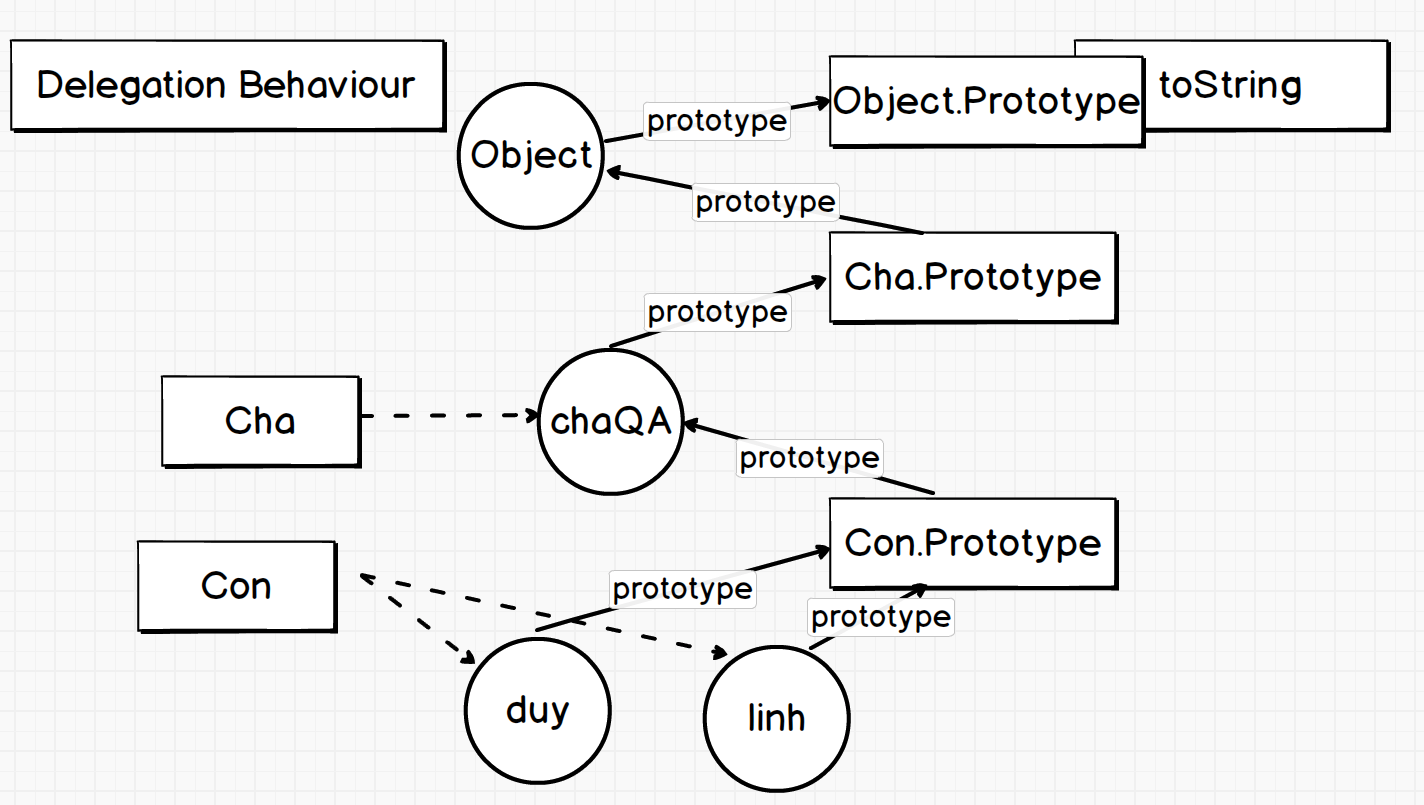 Delegation Behaviour
Object
prototype
Object.Prototype
toString
prototype
Cha.Prototype
prototype
Cha
chaQA
prototype
Con.Prototype
Con
prototype
prototype
duy
linh